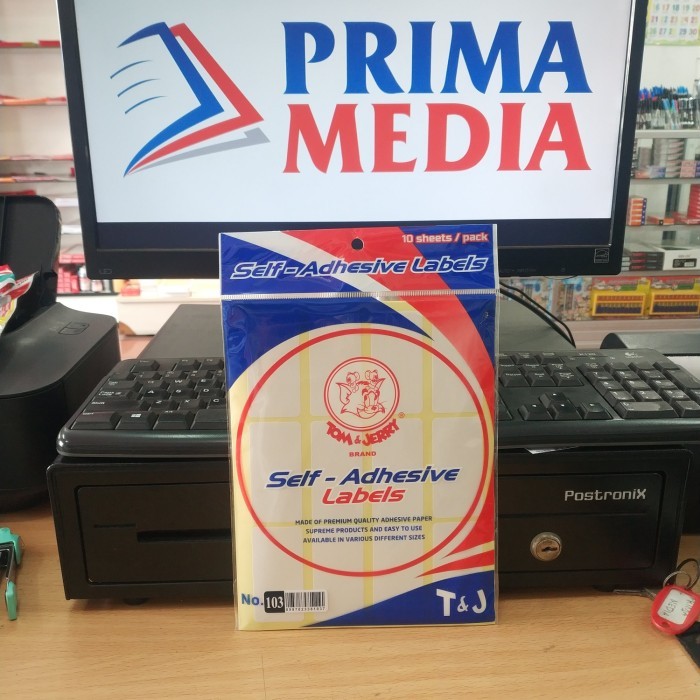 PRIMA
MEDIA
10 sheets / pack
Self-Adhesive Labels
TOM & JERRY®
BRAND
Self - Adhesive
Labels
MADE OF PREMIUM QUALITY ADHESIVE PAPER
SUPREME PRODUCTS AND EASY TO USE
AVAILABLE IN VARIOUS DIFFERENT SIZES
No. 103
T & J
PostroniX